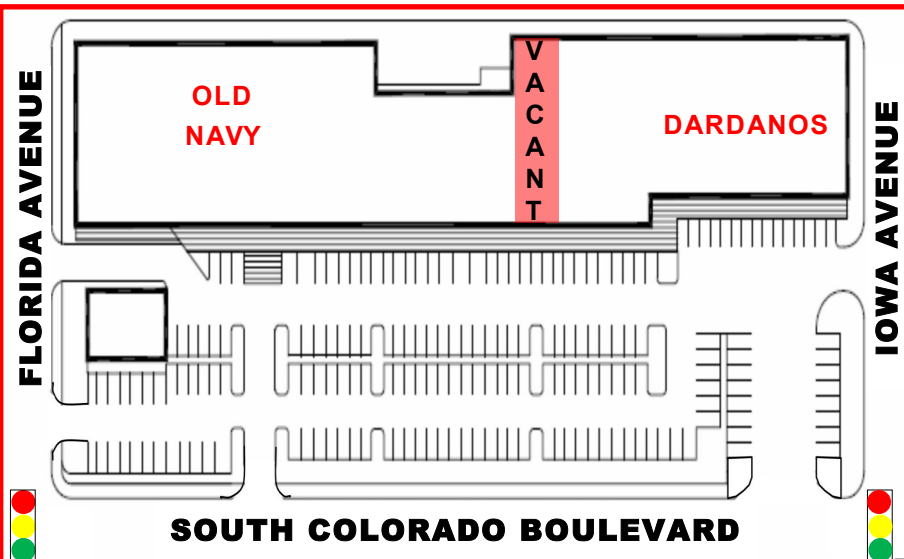 FLORIDA AVENUE
OLD
NAVY
VACANT
DARDANOS
IOWA AVENUE
SOUTH COLORADO BOULEVARD